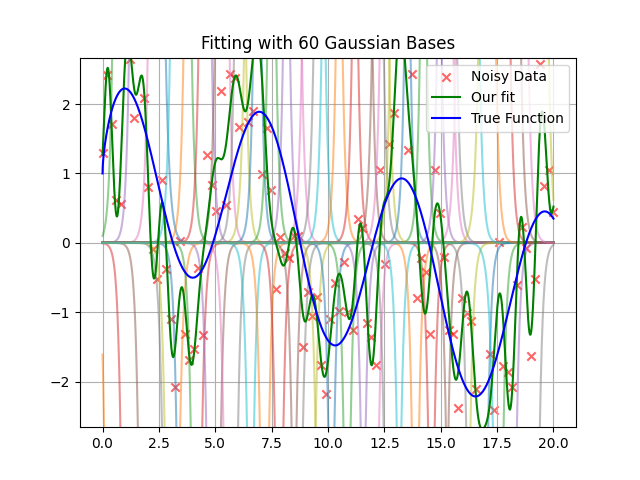 Fitting with 60 Gaussian Bases
Noisy Data
Our fit
True Function
2
1
0
−1
−2
0.0 2.5 5.0 7.5 10.0 12.5 15.0 17.5 20.0